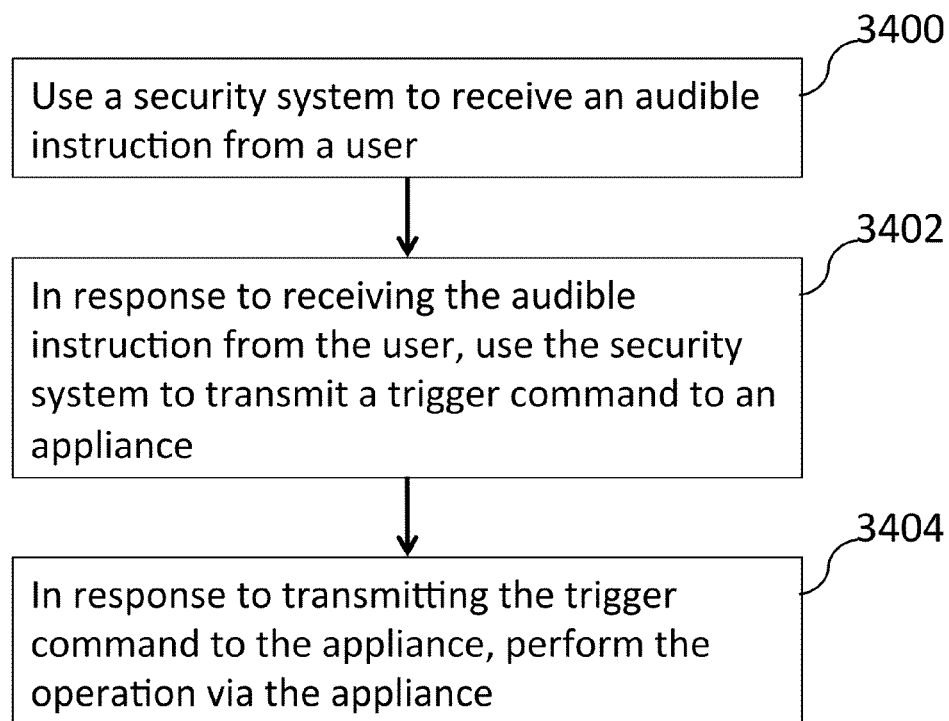 3400
Use a security system to receive an audible
instruction from a user
3402
In response to receiving the audible
instruction from the user, use the security
system to transmit a trigger command to an
appliance
3404
In response to transmitting the trigger
command to the appliance, perform the
operation via the appliance